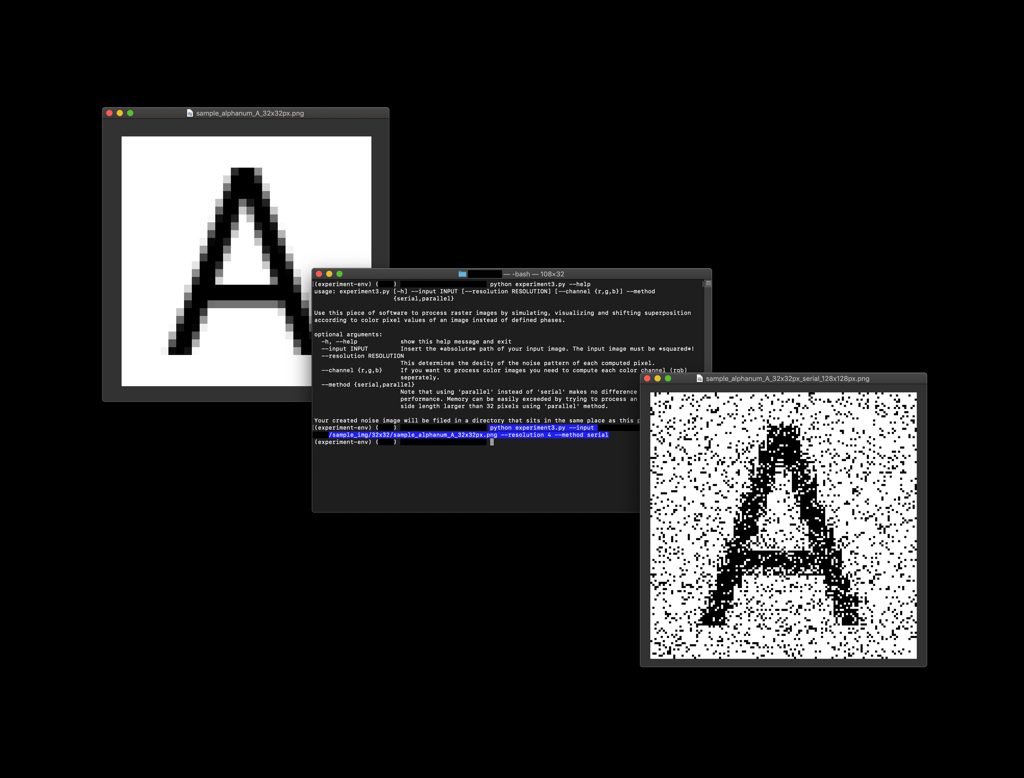 sample_alphanum_A_32x32px.png
A
— -bash — 108×32
(experiment-env) ( ) python experiment3.py --help
usage: experiment3.py [-h] --input INPUT [--resolution RESOLUTION] [--channel {r,g,b}] --method
{serial,parallel}
Use this piece of software to process raster images by simulating, visualizing and shifting superposition
according to color pixel values of an image instead of defined phases.
optional arguments:
-h, --help show this help message and exit
--input INPUT Insert the *absolute* path of your input image. The input image must be *squared*!
--resolution RESOLUTION
This determines the desity of the noise pattern of each computed pixel.
--channel {r,g,b} If you want to process color images you need to compute each color channel (rgb)
seperately.
--method {serial,parallel}
Note that using 'parallel' instead of 'serial' makes no difference
performance. Memory can be easily exceeded by trying to process an
side length larger than 32 pixels using 'parallel' method.
Your created noise image will be filed in a directory that sits in the same place as this
(experiment-env) ( ) python experiment3.py --input
/sample_img/32x32/sample_alphanum_A_32x32px.png --resolution 4 --method serial
(experiment-env) ( )
sample_alphanum_A_32x32px_serial_128x128px.png
A